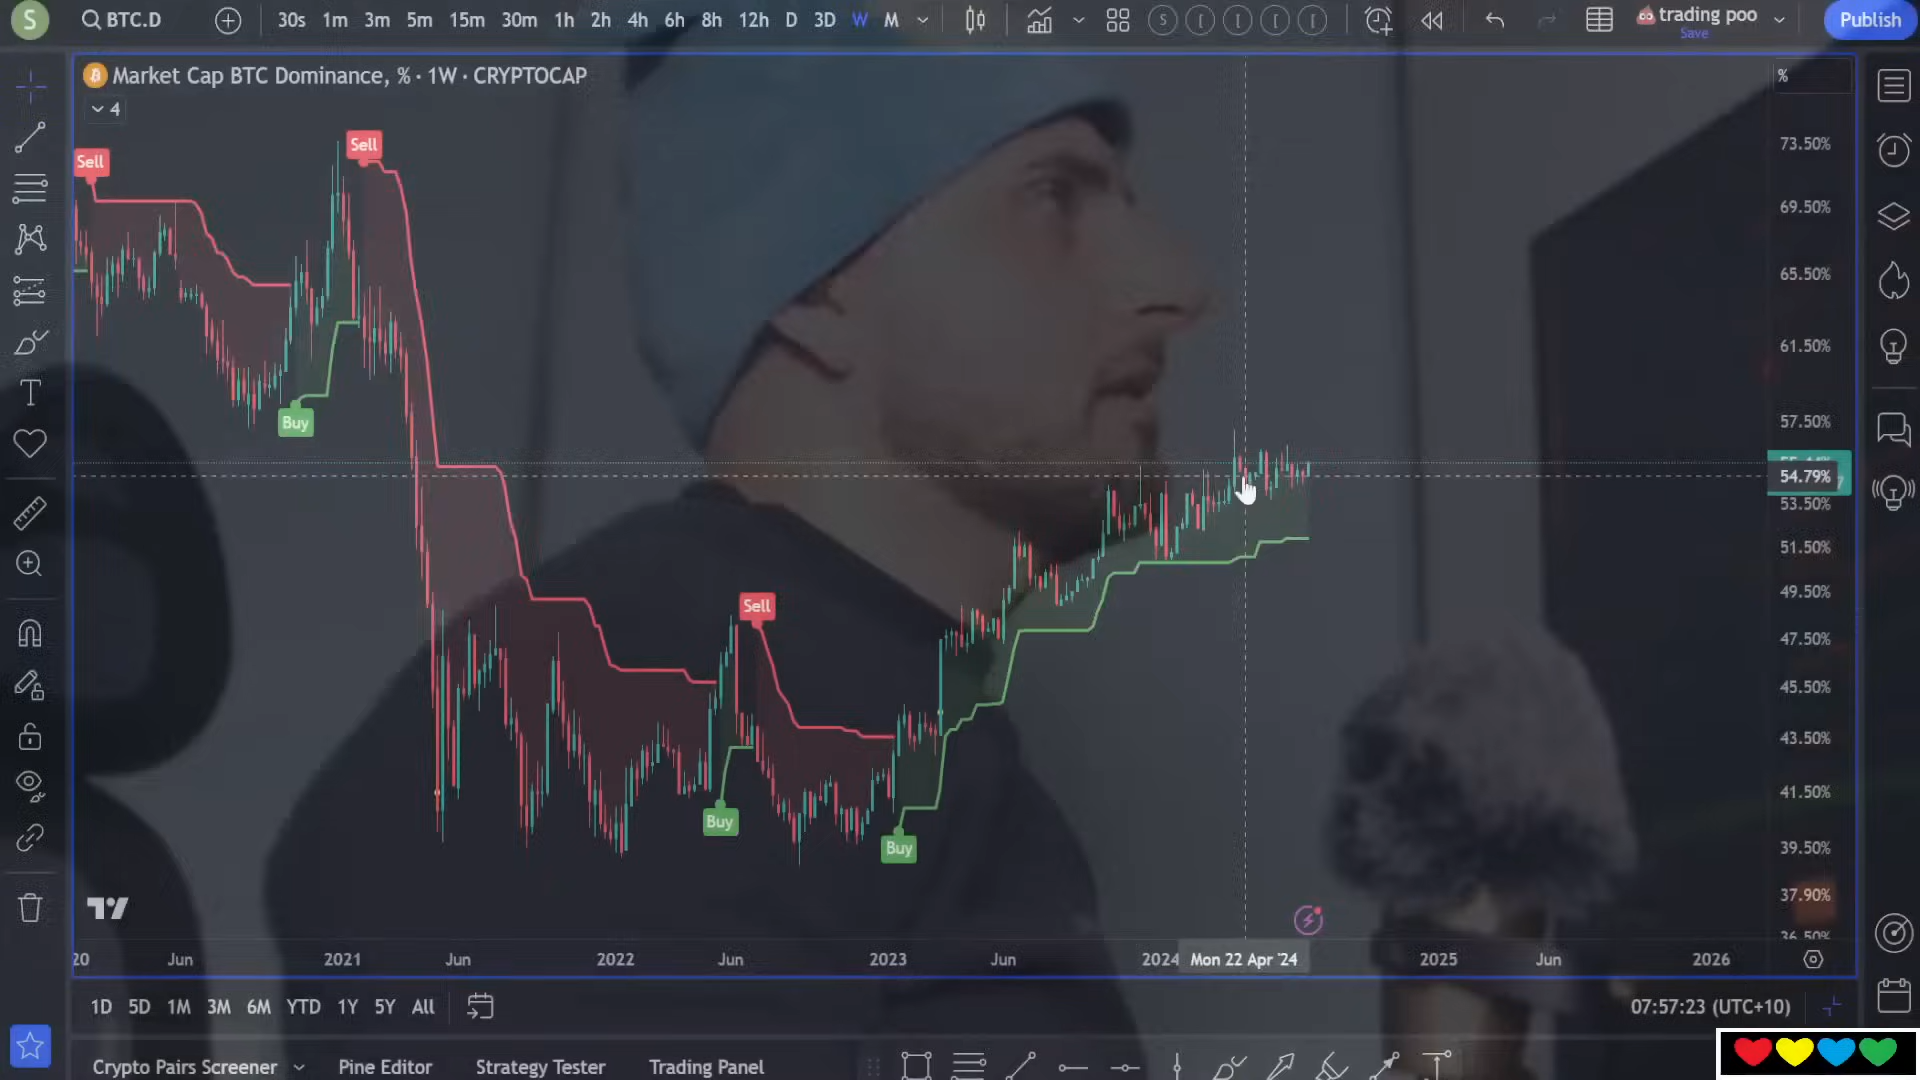 S BTC.D 30s 1m 3m 5m 15m 30m 1h 2h 4h 6h 8h 12h D 3D W M S trading poo Publish
Save
Market Cap BTC Dominance, % · 1W · CRYPTOCAP %
4
Sell
Sell
73.50%
69.50%
65.50%
61.50%
Buy
57.50%
54.79%
53.50%
51.50%
49.50%
Sell
47.50%
45.50%
43.50%
41.50%
Buy
Buy
39.50%
37.90%
36.50%
20 Jun 2021 Jun 2022 Jun 2023 Jun 2024 Mon 22 Apr '24 2025 Jun 2026
1D 5D 1M 3M 6M YTD 1Y 5Y All 07:57:23 (UTC+10)
Crypto Pairs Screener Pine Editor Strategy Tester Trading Panel